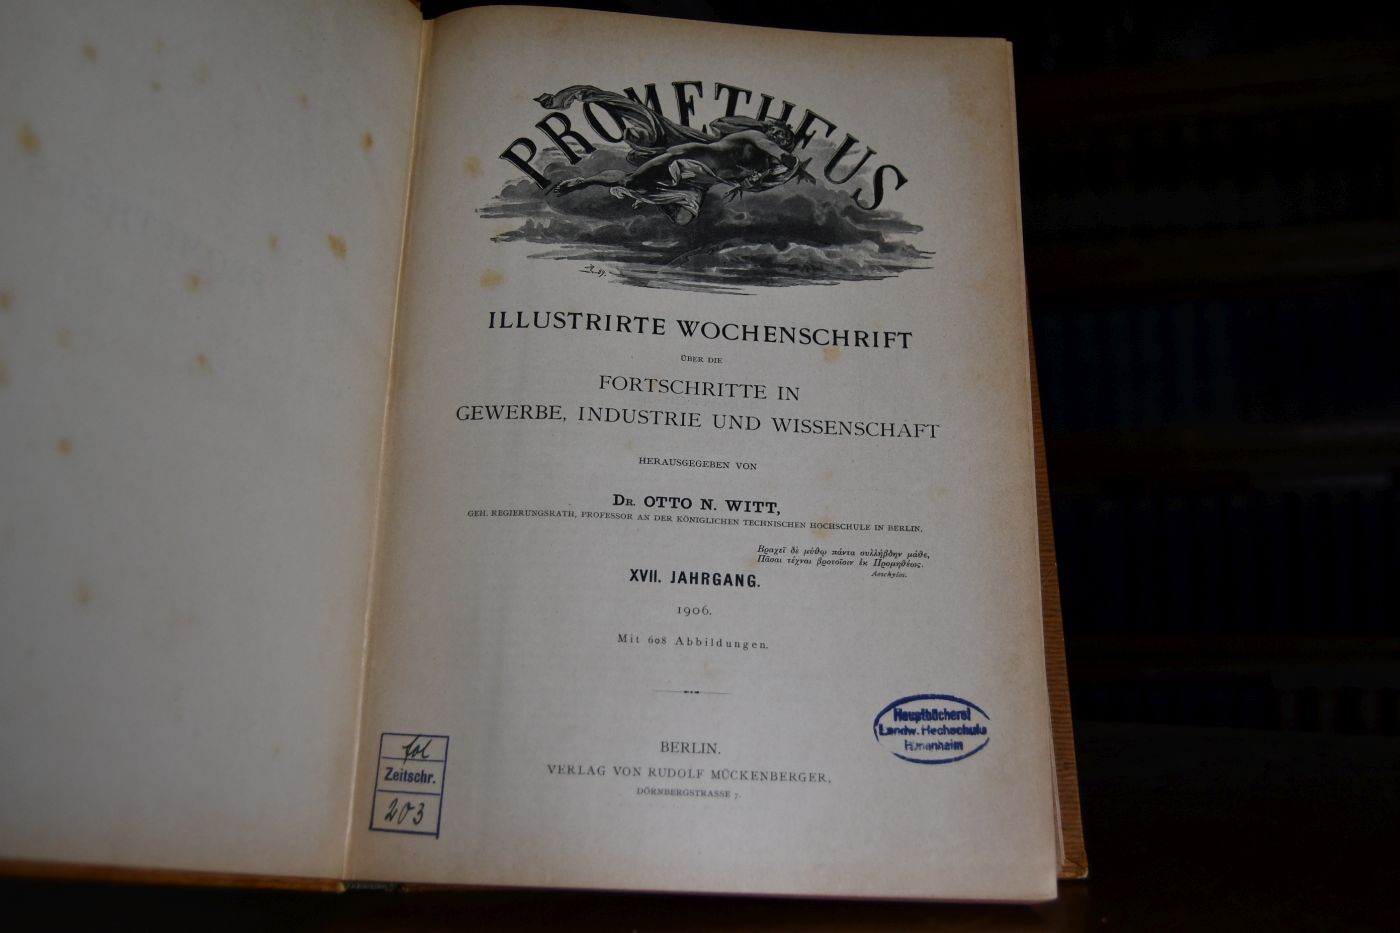 PROMETHEUS
ILLUSTRIRTE WOCHENSCHRIFT
ÜBER DIE
FORTSCHRITTE IN
GEWERBE, INDUSTRIE UND WISSENSCHAFT
HERAUSGEGEBEN VON
DR. OTTO N. WITT,
GEH. REGIERUNGSRATH, PROFESSOR AN DER KÖNIGLICHEN TECHNISCHEN HOCHSCHULE IN BERLIN.
Βραχεῖ δὲ μύθῳ πάντα συλλήβδην μάθε,
Πᾶσαι τέχναι βροτοῖσιν ἐκ Προμηθέως.
Aeschylos.
XVII. JAHRGANG.
1906.
Mit 608 Abbildungen.
BERLIN.
VERLAG VON RUDOLF MÜCKENBERGER,
DÖRNBERGSTRASSE 7.
fol
Zeitschr.
203
Hauptbücherei
Landw. Hochschule
Hohenheim